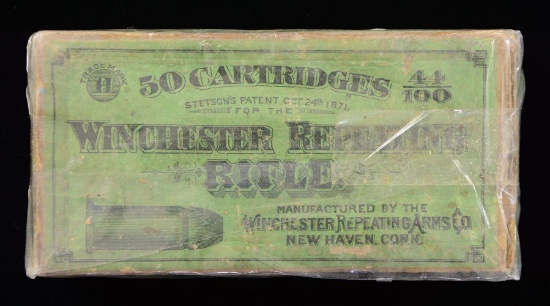 TRADE MARK
H
50 CARTRIDGES 44/100
STETSON'S PATENT OCT. 24TH 1871.
FOR THE
WINCHESTER REPEATING
RIFLE.
MANUFACTURED BY THE
WINCHESTER REPEATING ARMS CO.
NEW HAVEN, CONN.